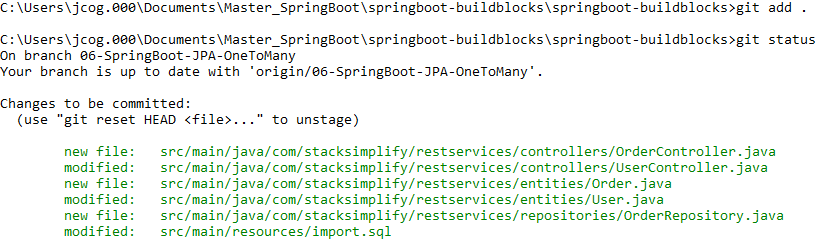 C:\Users\jcog.000\Documents\Master_SpringBoot\springboot-buildblocks\springboot-buildblocks>git add .
C:\Users\jcog.000\Documents\Master_SpringBoot\springboot-buildblocks\springboot-buildblocks>git status
On branch 06-SpringBoot-JPA-OneToMany
Your branch is up to date with 'origin/06-SpringBoot-JPA-OneToMany'.
Changes to be committed:
(use "git reset HEAD <file>..." to unstage)
new file: src/main/java/com/stacksimplify/restservices/controllers/OrderController.java
modified: src/main/java/com/stacksimplify/restservices/controllers/UserController.java
new file: src/main/java/com/stacksimplify/restservices/entities/Order.java
modified: src/main/java/com/stacksimplify/restservices/entities/User.java
new file: src/main/java/com/stacksimplify/restservices/repositories/OrderRepository.java
modified: src/main/resources/import.sql